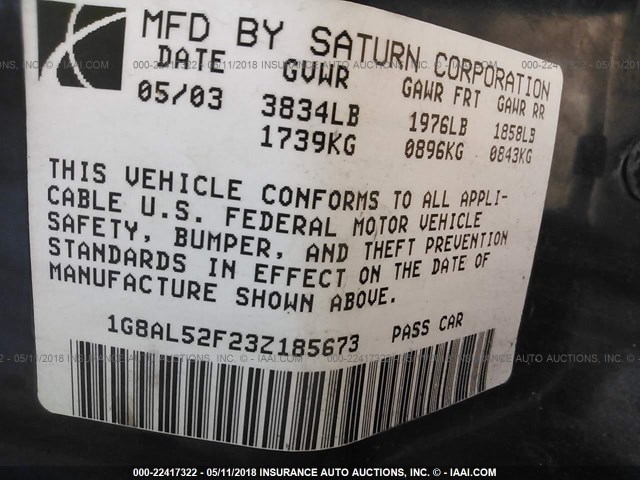 MFD BY SATURN CORPORATION
DATE GVWR GAWR FRT GAWR RR
05/03 3834LB 1976LB 1858LB
1739KG 0896KG 0843KG
THIS VEHICLE CONFORMS TO ALL APPLI-
CABLE U.S. FEDERAL MOTOR VEHICLE
SAFETY, BUMPER, AND THEFT PREVENTION
STANDARDS IN EFFECT ON THE DATE OF
MANUFACTURE SHOWN ABOVE.
1G8AL52F23Z185673 PASS CAR
000-22417322 - 05/11/2018 INSURANCE AUTO AUCTIONS, INC. - © IAAI.COM